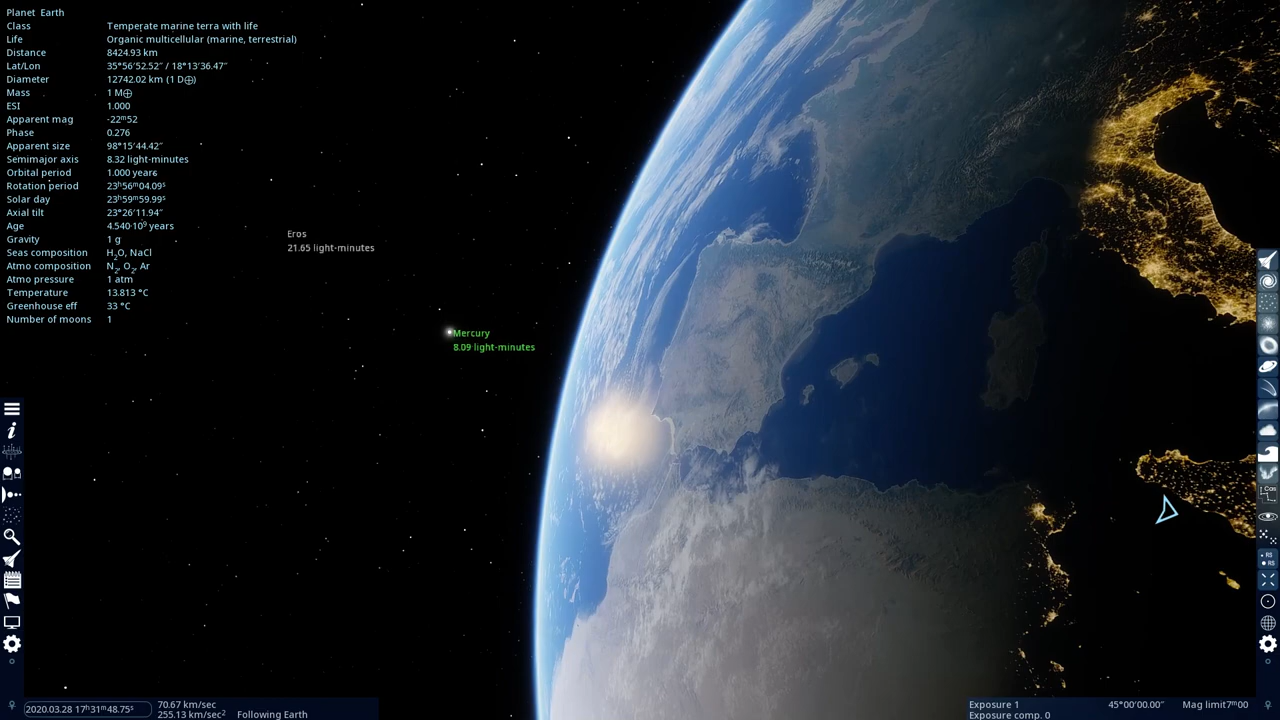 Planet Earth
Class Temperate marine terra with life
Life Organic multicellular (marine, terrestrial)
Distance 8424.93 km
Lat/Lon 35°56′52.52″ / 18°13′36.47″
Diameter 12742.02 km (1 D⊕)
Mass 1 M⊕
ESI 1.000
Apparent mag -22ᵐ52
Phase 0.276
Apparent size 98°15′44.42″
Semimajor axis 8.32 light-minutes
Orbital period 1.000 years
Rotation period 23ʰ56ᵐ04.09ˢ
Solar day 23ʰ59ᵐ59.99ˢ
Axial tilt 23°26′11.94″
Age 4.540·10⁹ years
Gravity 1 g
Seas composition H₂O, NaCl
Atmo composition N₂, O₂, Ar
Atmo pressure 1 atm
Temperature 13.813 °C
Greenhouse eff 33 °C
Number of moons 1
Eros
21.65 light-minutes
Mercury
8.09 light-minutes
Cas
RS
RS
2020.03.28 17ʰ31ᵐ48.75ˢ
70.67 km/sec
255.13 km/sec² Following Earth
Exposure 1 45°00′00.00″ Mag limit7ᵐ00
Exposure comp. 0